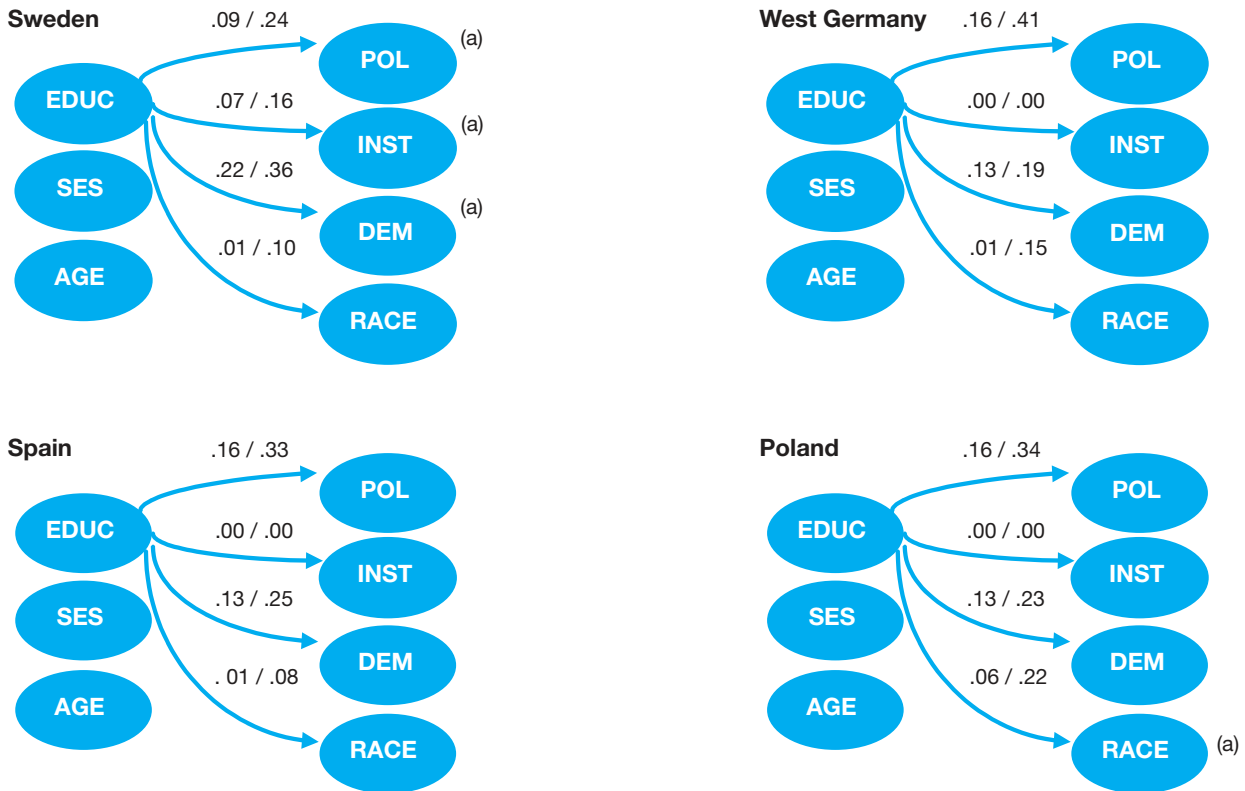 Sweden
.09 / .24
POL
(a)
EDUC
.07 / .16
INST
(a)
SES
.22 / .36
DEM
(a)
AGE
.01 / .10
RACE
West Germany
.16 / .41
POL
EDUC
.00 / .00
INST
SES
.13 / .19
DEM
AGE
.01 / .15
RACE
Spain
.16 / .33
POL
EDUC
.00 / .00
INST
SES
.13 / .25
DEM
AGE
. 01 / .08
RACE
Poland
.16 / .34
POL
EDUC
.00 / .00
INST
SES
.13 / .23
DEM
AGE
.06 / .22
RACE
(a)